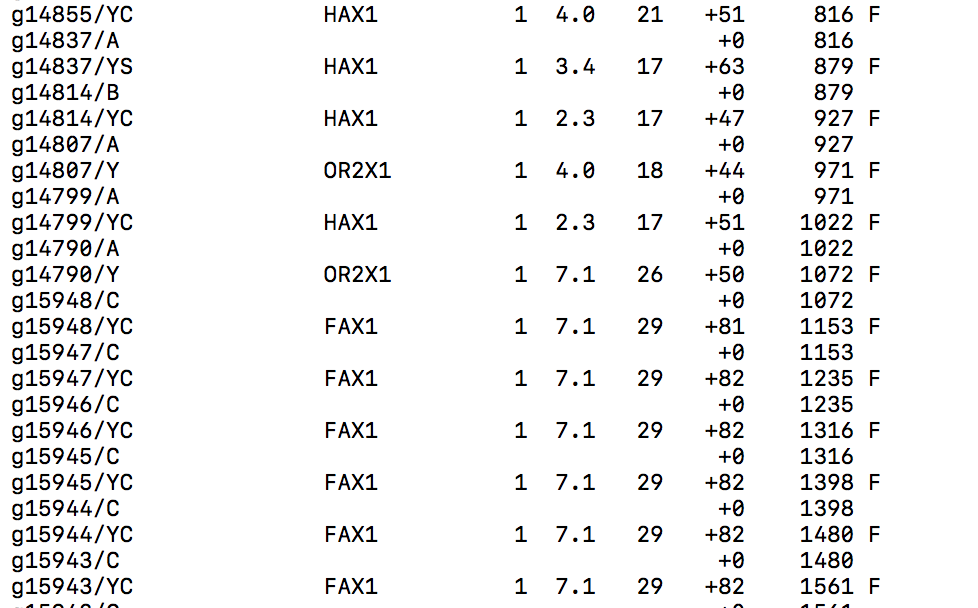 g14855/YC HAX1 1 4.0 21 +51 816 F
g14837/A +0 816
g14837/YS HAX1 1 3.4 17 +63 879 F
g14814/B +0 879
g14814/YC HAX1 1 2.3 17 +47 927 F
g14807/A +0 927
g14807/Y OR2X1 1 4.0 18 +44 971 F
g14799/A +0 971
g14799/YC HAX1 1 2.3 17 +51 1022 F
g14790/A +0 1022
g14790/Y OR2X1 1 7.1 26 +50 1072 F
g15948/C +0 1072
g15948/YC FAX1 1 7.1 29 +81 1153 F
g15947/C +0 1153
g15947/YC FAX1 1 7.1 29 +82 1235 F
g15946/C +0 1235
g15946/YC FAX1 1 7.1 29 +82 1316 F
g15945/C +0 1316
g15945/YC FAX1 1 7.1 29 +82 1398 F
g15944/C +0 1398
g15944/YC FAX1 1 7.1 29 +82 1480 F
g15943/C +0 1480
g15943/YC FAX1 1 7.1 29 +82 1561 F